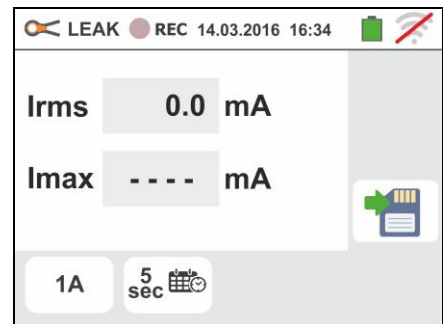 LEAK REC 14.03.2016 16:34
Irms 0.0 mA
Imax - - - - mA
1A 5 sec